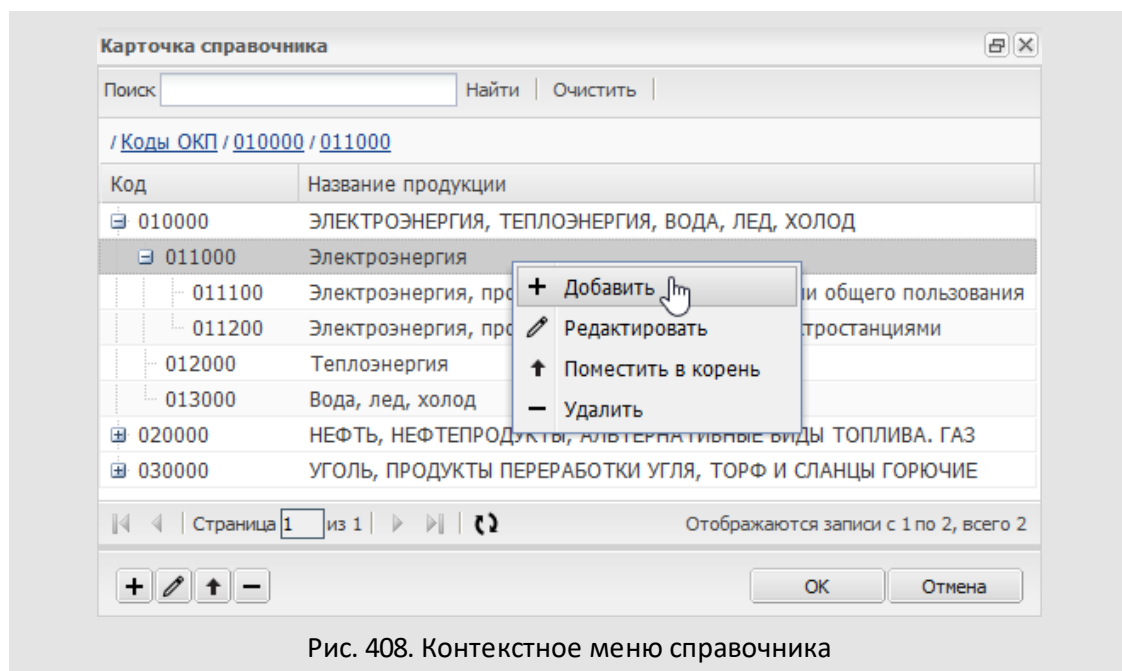 Карточка справочника
Поиск Найти Очистить
/ Коды ОКП / 010000 / 011000
Код Название продукции
010000 ЭЛЕКТРОЭНЕРГИЯ, ТЕПЛОЭНЕРГИЯ, ВОДА, ЛЕД, ХОЛОД
011000 Электроэнергия
011100 Электроэнергия, про и общего пользования
011200 Электроэнергия, про тростанциями
012000 Теплоэнергия
013000 Вода, лед, холод
020000 НЕФТЬ, НЕФТЕПРОДУКТЫ, АЛЬТЕРНАТИВНЫЕ ВИДЫ ТОПЛИВА. ГАЗ
030000 УГОЛЬ, ПРОДУКТЫ ПЕРЕРАБОТКИ УГЛЯ, ТОРФ И СЛАНЦЫ ГОРЮЧИЕ
Добавить
Редактировать
Поместить в корень
Удалить
Страница 1 из 1 Отображаются записи с 1 по 2, всего 2
ОК Отмена
Рис. 408. Контекстное меню справочника